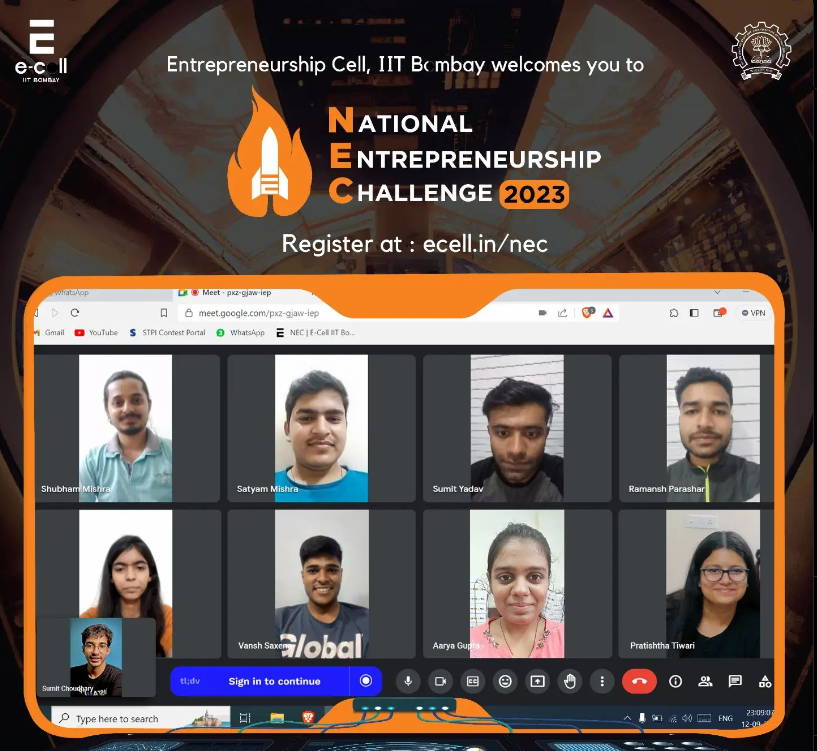 e-cell
IIT BOMBAY
Entrepreneurship Cell, IIT Bombay welcomes you to
NATIONAL
ENTREPRENEURSHIP
CHALLENGE 2023
Register at : ecell.in/nec
WhatsApp
Meet - pxz-gjaw-iep
meet.google.com/pxz-gjaw-iep
VPN
Gmail YouTube STPI Contest Portal WhatsApp NEC | E-Cell IIT Bo...
Shubham Mishra
Satyam Mishra
Sumit Yadav
Ramansh Parashar
Global
Vansh Saxena
Aarya Gupta
Pratishtha Tiwari
Sumit Choudhary
tl;dv Sign in to continue
Type here to search
ENG
23:09:07
12-09-